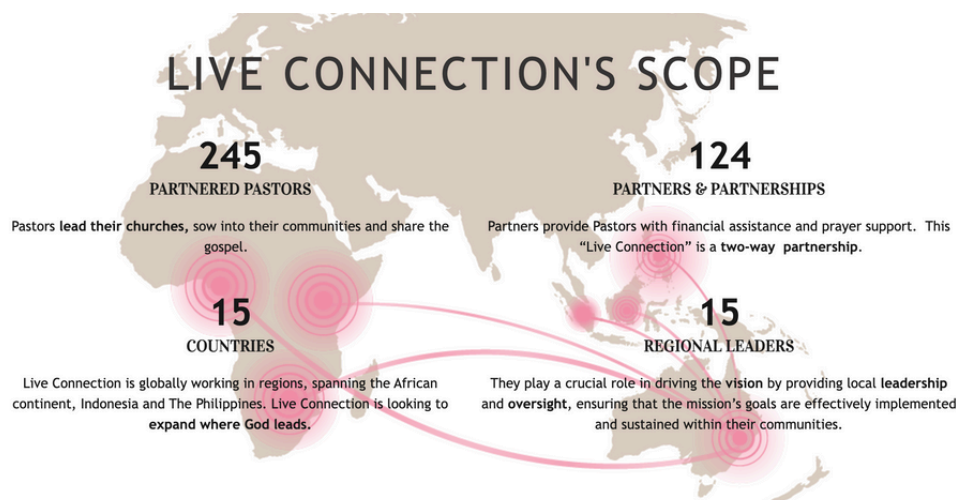 LIVE CONNECTION'S SCOPE
245
PARTNERED PASTORS
Pastors lead their churches, sow into their communities and share the
gospel.
124
PARTNERS & PARTNERSHIPS
Partners provide Pastors with financial assistance and prayer support.  This
“Live Connection” is a two-way  partnership.
15
COUNTRIES
Live Connection is globally working in regions, spanning the African
continent, Indonesia and The Philippines. Live Connection is looking to
expand where God leads.
15
REGIONAL LEADERS
They play a crucial role in driving the vision by providing local leadership
and oversight, ensuring that the mission’s goals are effectively implemented
and sustained within their communities.